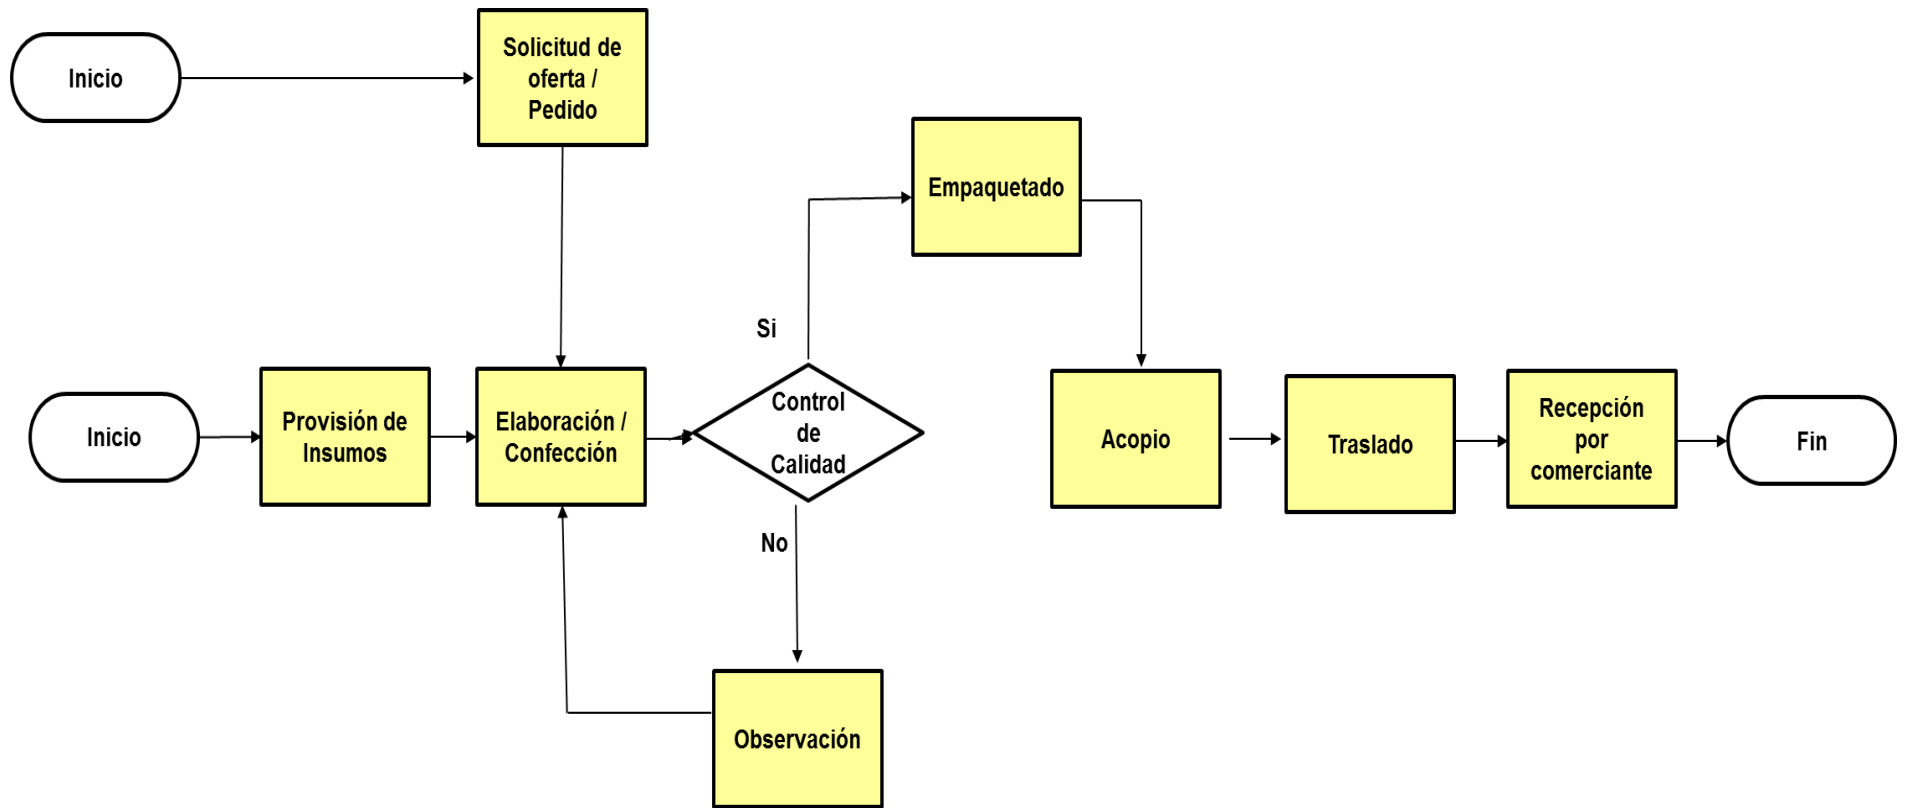 Inicio
Solicitud de
oferta /
Pedido
Empaquetado
Si
Inicio
Provisión de
Insumos
Elaboración /
Confección
Control
de
Calidad
Acopio
Traslado
Recepción
por
comerciante
Fin
No
Observación